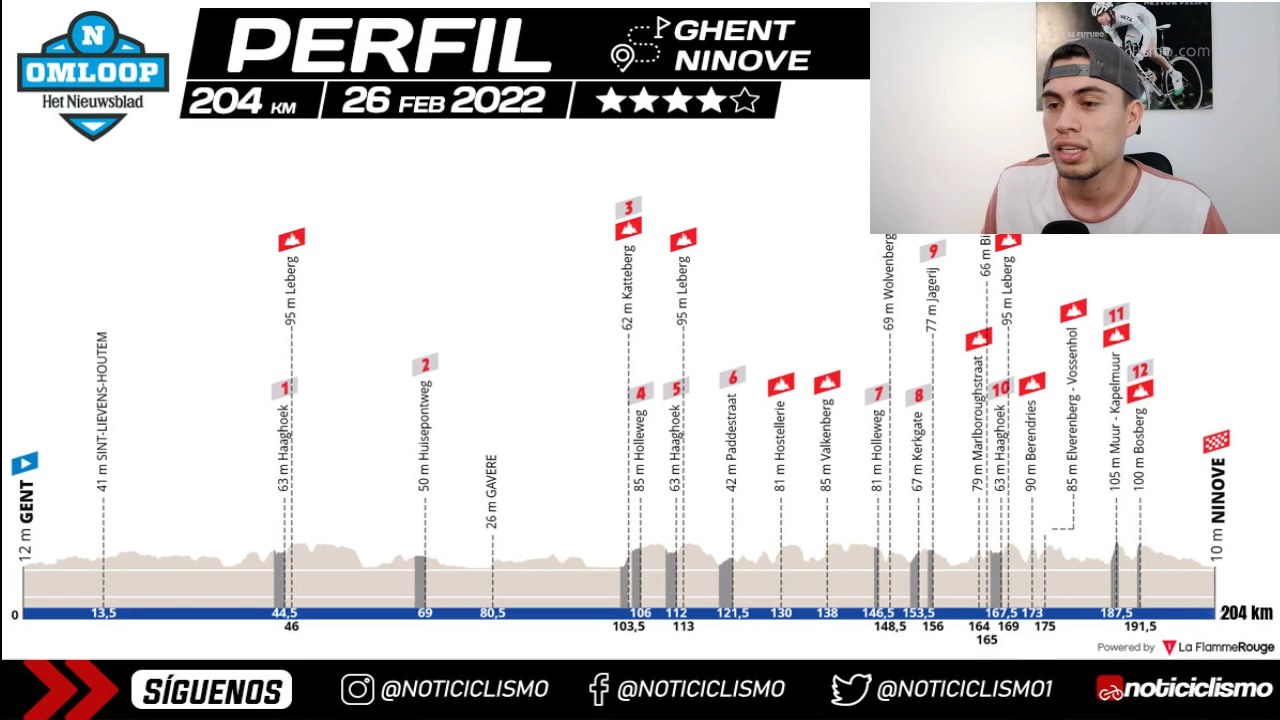 N
OMLOOP
Het Nieuwsblad
PERFIL
GHENT
NINOVE
204 KM
26 FEB 2022
AL FUTURO
12 m GENT
41 m SINT-LIEVENS-HOUTEM
1
63 m Haaghoek
95 m Leberg
2
50 m Huisepontweg
26 m GAVERE
3
62 m Katteberg
4
85 m Holleweg
5
63 m Haaghoek
95 m Leberg
6
42 m Paddestraat
81 m Hostellerie
85 m Valkenberg
7
81 m Holleweg
69 m Wolvenberg
8
67 m Kerkgate
9
77 m Jagerij
79 m Marlboroughstraat
66 m
10
63 m Haaghoek
95 m Leberg
90 m Berendries
85 m Elverenberg - Vossenhol
11
105 m Muur - Kapelmuur
12
100 m Bosberg
10 m NINOVE
0 13,5 44,5 69 80,5 106 112 121,5 130 138 146,5 153,5 167,5 173 187,5 204 km
46 103,5 113 148,5 156 164 169 175 191,5
165
Powered by La FlammeRouge
SÍGUENOS
@NOTICICLISMO
@NOTICICLISMO
@NOTICICLISMO1
noticiclismo